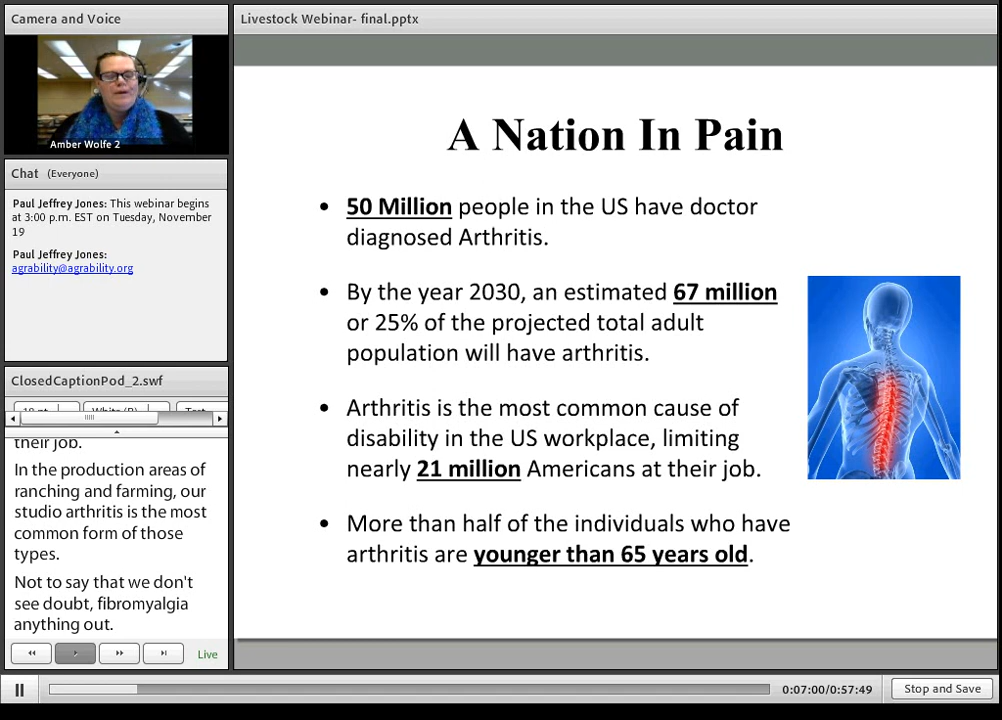 Camera and Voice
Amber Wolfe 2
Chat (Everyone)
Paul Jeffrey Jones: This webinar begins
at 3:00 p.m. EST on Tuesday, November
19
Paul Jeffrey Jones:
agrability@agrability.org
ClosedCaptionPod_2.swf
their job.
In the production areas of
ranching and farming, our
studio arthritis is the most
common form of those
types.
Not to say that we don't
see doubt, fibromyalgia
anything out.
Live
Livestock Webinar- final.pptx
A Nation In Pain
• 50 Million people in the US have doctor
diagnosed Arthritis.
• By the year 2030, an estimated 67 million
or 25% of the projected total adult
population will have arthritis.
• Arthritis is the most common cause of
disability in the US workplace, limiting
nearly 21 million Americans at their job.
• More than half of the individuals who have
arthritis are younger than 65 years old.
0:07:00/0:57:49
Stop and Save